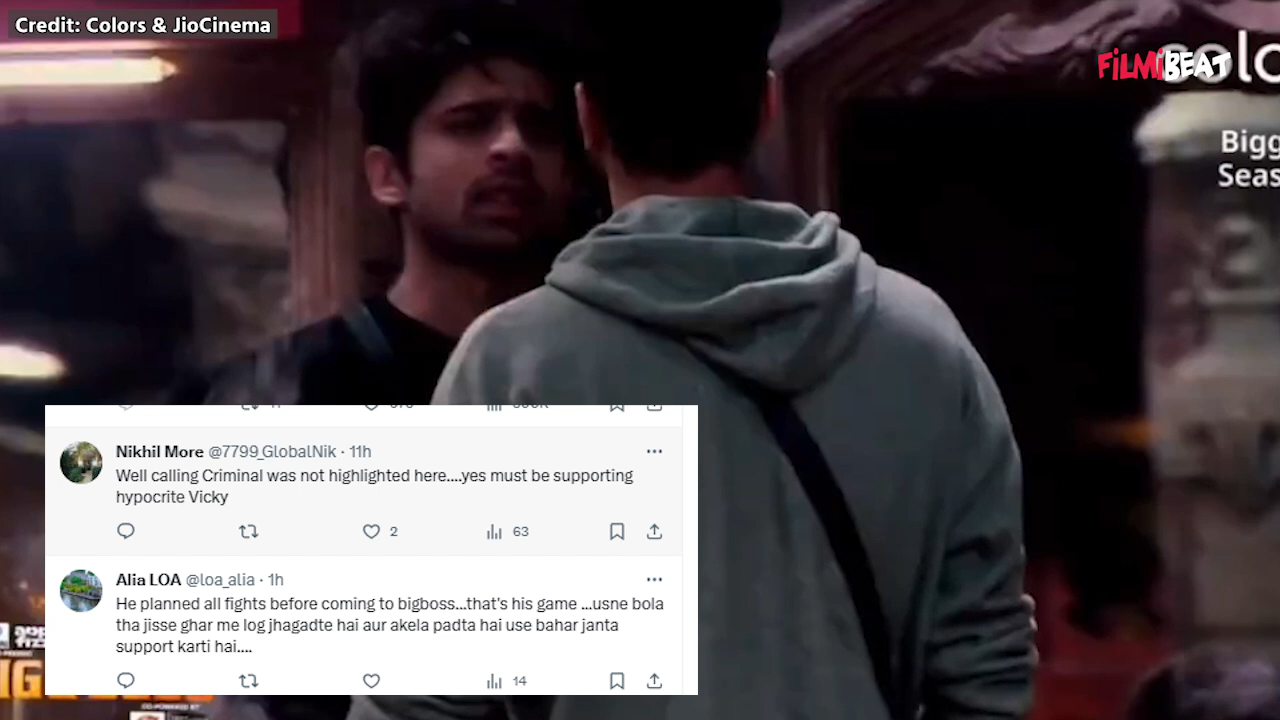 Credit: Colors & JioCinema
FILMIBEAT
colo
Bigg
Seas
Nikhil More @7799_GlobalNik · 11h
Well calling Criminal was not highlighted here....yes must be supporting
hypocrite Vicky
2
63
Alia LOA @loa_alia · 1h
He planned all fights before coming to bigboss...that's his game ...usne bola
tha jisse ghar me log jhagadte hai aur akela padta hai use bahar janta
support karti hai....
14